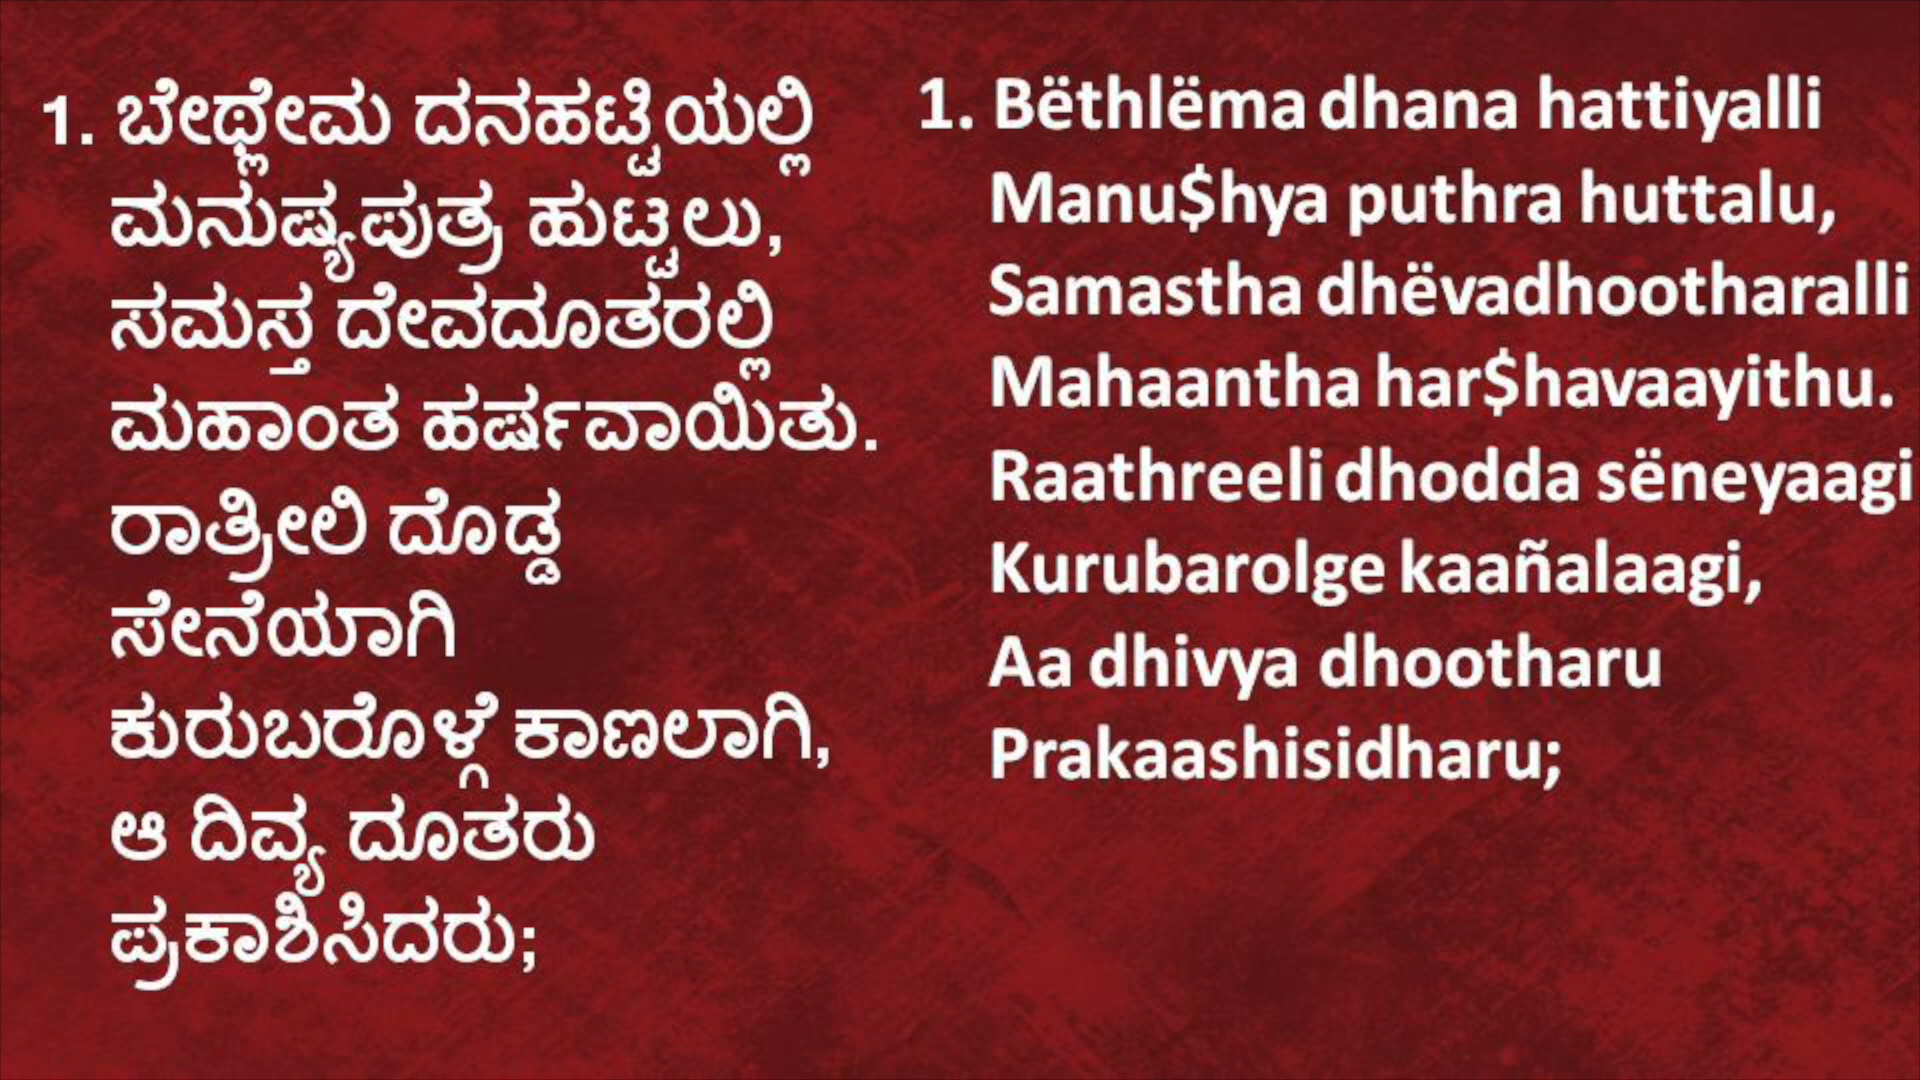 1. ಬೇಥ್ಲೇಮ ದನಹಟ್ಟಿಯಲ್ಲಿ
ಮನುಷ್ಯಪುತ್ರ ಹುಟ್ಟಲು,
ಸಮಸ್ತ ದೇವದೂತರಲ್ಲಿ
ಮಹಾಂತ ಹರ್ಷವಾಯಿತು.
ರಾತ್ರೀಲಿ ದೊಡ್ಡ
ಸೇನೆಯಾಗಿ
ಕುರುಬರೊಳ್ಗೆ ಕಾಣಲಾಗಿ,
ಆ ದಿವ್ಯ ದೂತರು
ಪ್ರಕಾಶಿಸಿದರು;
1. Bëthlëma dhana hattiyalli
Manu$hya puthra huttalu,
Samastha dhëvadhootharalli
Mahaantha har$havaayithu.
Raathreeli dhodda sëneyaagi
Kurubarolge kaañalaagi,
Aa dhivya dhootharu
Prakaashisidharu;